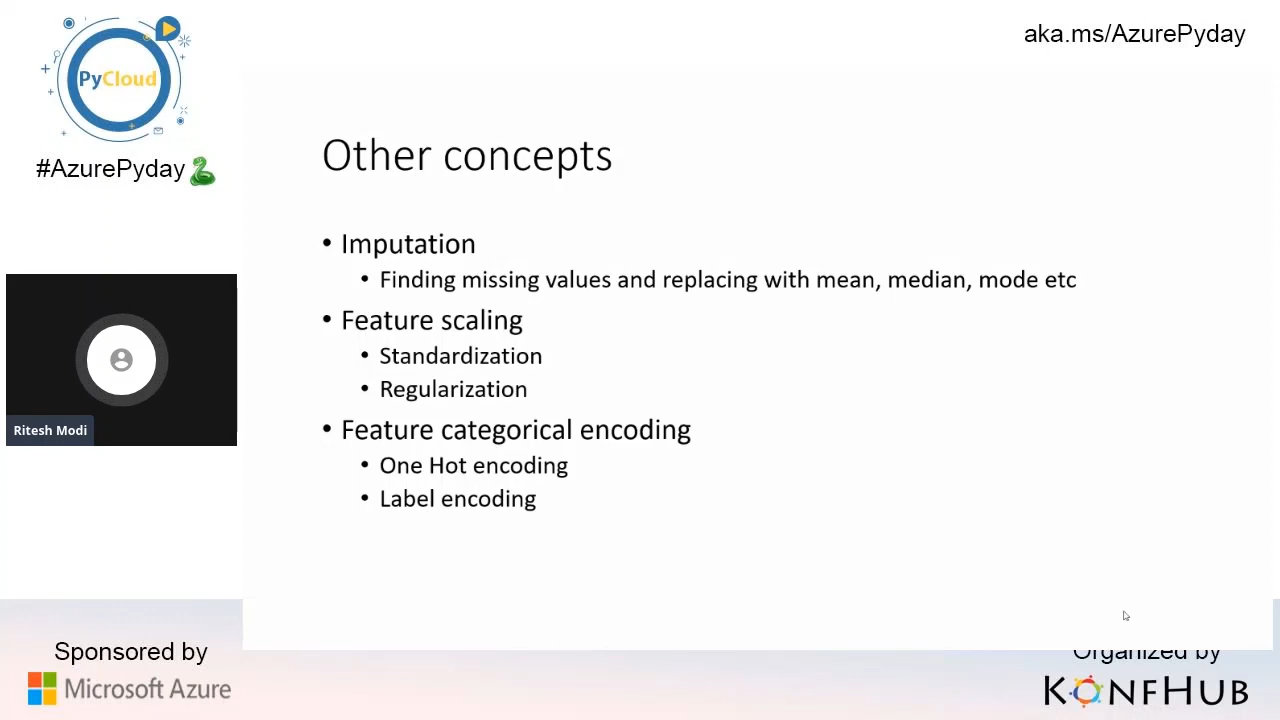 aka.ms/AzurePyday
PyCloud
#AzurePyday
Other concepts
• Imputation
• Finding missing values and replacing with mean, median, mode etc
• Feature scaling
• Standardization
• Regularization
• Feature categorical encoding
• One Hot encoding
• Label encoding
Ritesh Modi
Sponsored by
Microsoft Azure
Organized by
KONFHUB